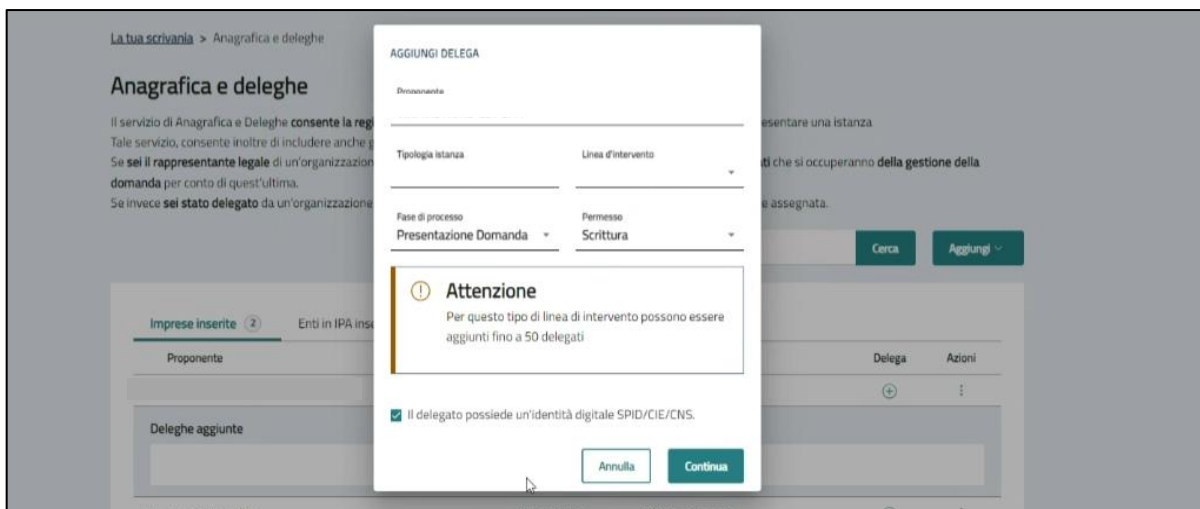 La tua scrivania > Anagrafica e deleghe
Anagrafica e deleghe
Il servizio di Anagrafica e Deleghe consente la regi
esentare una istanza
Tale servizio, consente inoltre di includere anche
Se sei il rappresentante legale di un'organizzazion
ti che si occuperanno della gestione della
domanda per conto di quest'ultima.
Se invece sei stato delegato da un'organizzazione
e assegnata.
Cerca
Aggiungi
Imprese inserite 2
Enti in IPA inse
Proponente
Delega
Azioni
Deleghe aggiunte
AGGIUNGI DELEGA
Proponente
Tipologia istanza
Linea d'intervento
Fase di processo
Permesso
Presentazione Domanda
Scrittura
Attenzione
Per questo tipo di linea di intervento possono essere
aggiunti fino a 50 delegati
Il delegato possiede un'identità digitale SPID/CIE/CNS.
Annulla
Continua